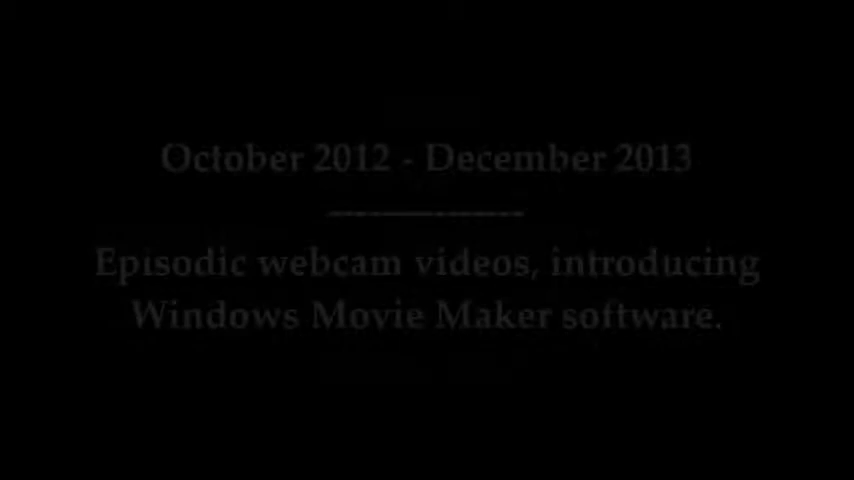 October 2012 - December 2013
---------------
Episodic webcam videos, introducing
Windows Movie Maker software.